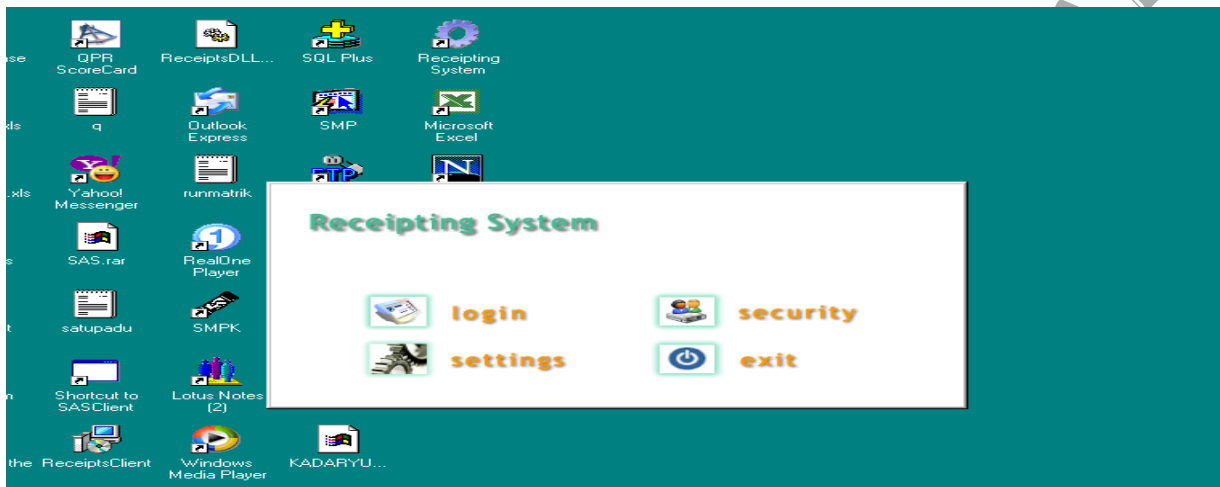 ise
QPR
ScoreCard
ReceiptsDLL...
SQL Plus
Receipting
System
xls
q
Outlook
Express
SMP
Microsoft
Excel
.xls
Yahoo!
Messenger
runmatrik
FTP
N
s
SAS.rar
RealOne
Player
t
satupadu
SMPK
n
Shortcut to
SASClient
Lotus Notes
(2)
the
ReceiptsClient
Windows
Media Player
KADARYU...
Receipting System
login
security
settings
exit